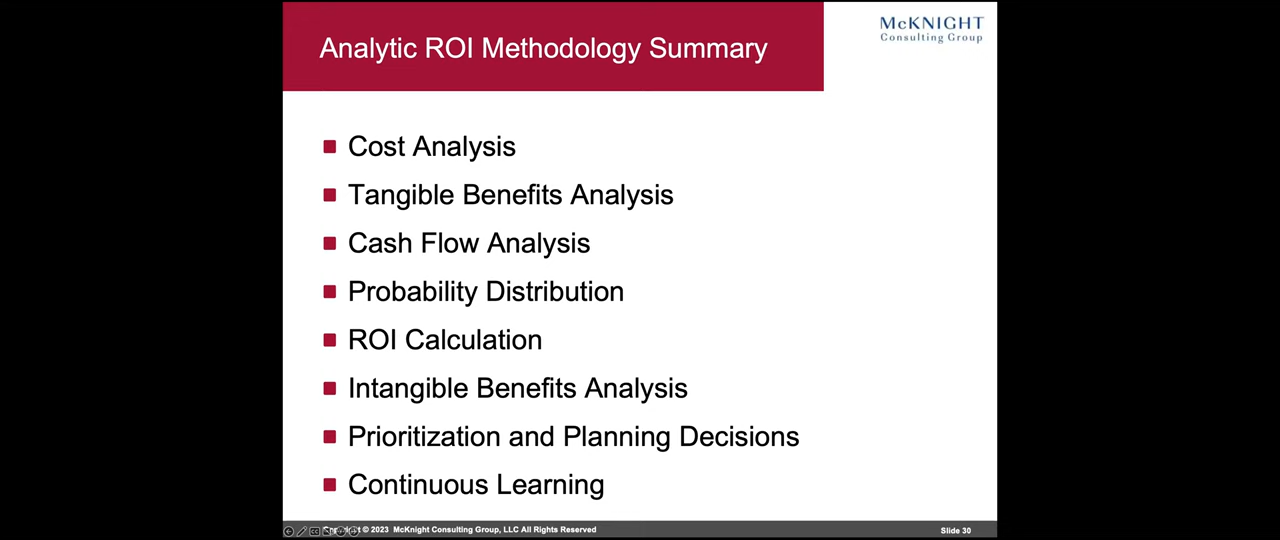 Analytic ROI Methodology Summary
McKNIGHT
Consulting Group
Cost Analysis
Tangible Benefits Analysis
Cash Flow Analysis
Probability Distribution
ROI Calculation
Intangible Benefits Analysis
Prioritization and Planning Decisions
Continuous Learning
© 2023 McKnight Consulting Group, LLC All Rights Reserved
Slide 30